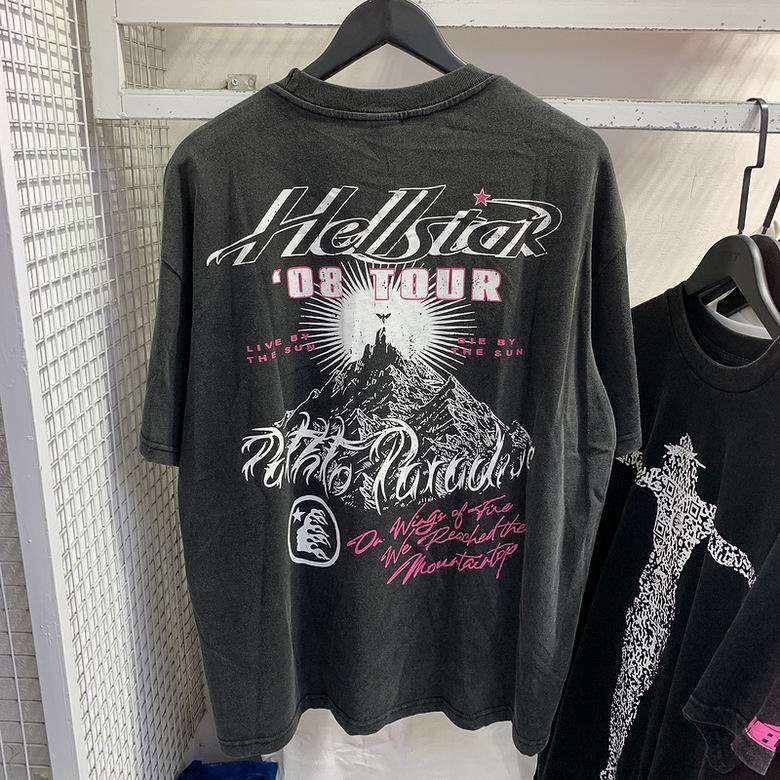 Hellstar
'08 TOUR
LIVE BY
THE SUN
DIE BY
THE SUN
Path to Paradise
On Wings of Fire
We Reached the
Mountaintop